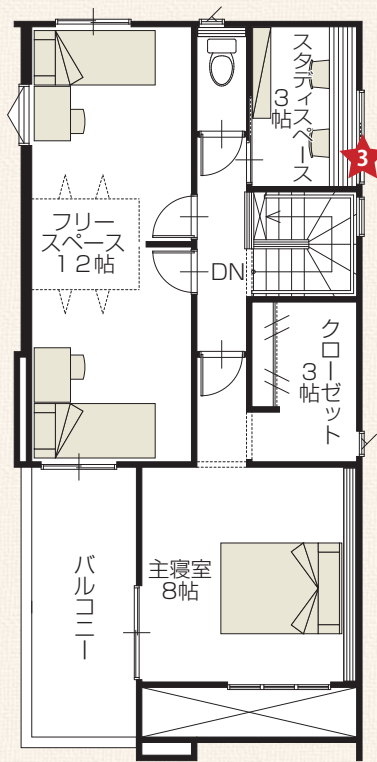 スタディスペース
3帖
3
フリー
スペース
12帖
DN
クローゼット
3帖
主寝室
8帖
バルコニー